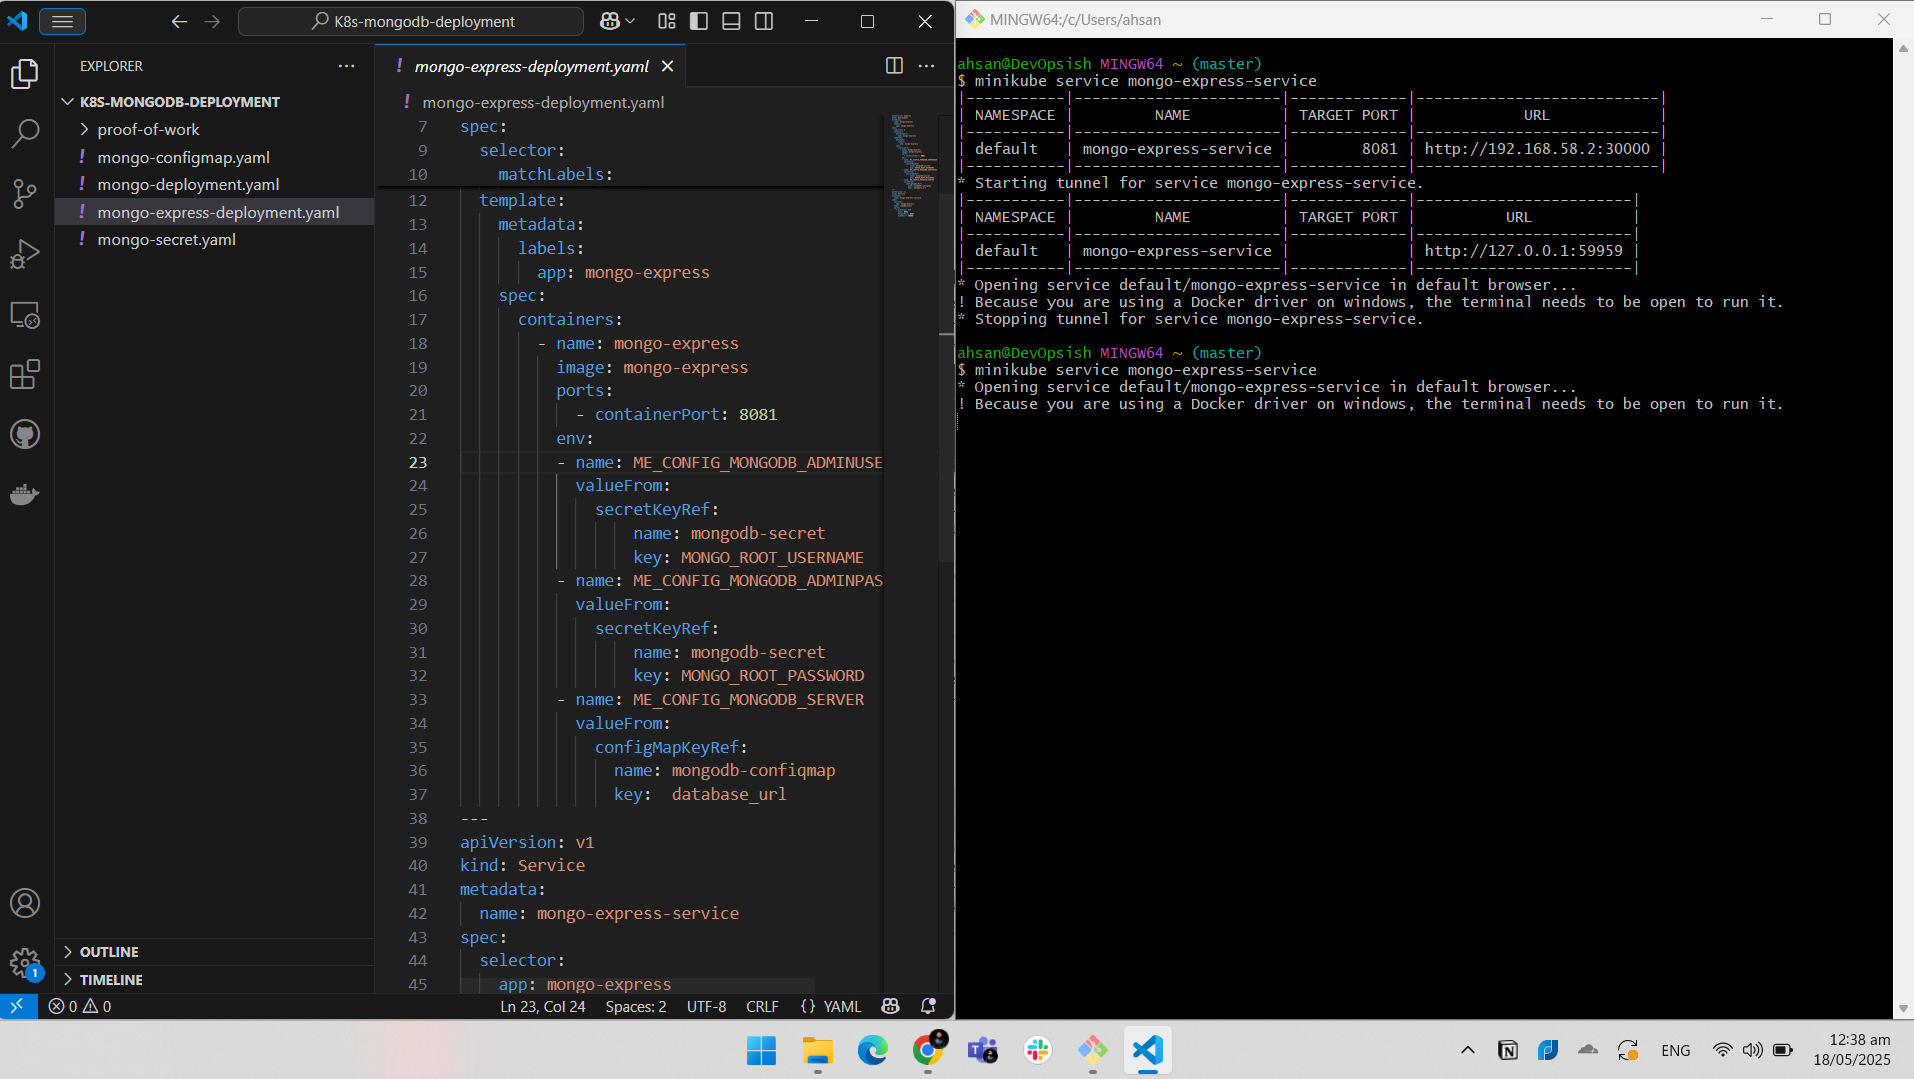 K8s-mongodb-deployment
EXPLORER
K8S-MONGODB-DEPLOYMENT
proof-of-work
! mongo-configmap.yaml
! mongo-deployment.yaml
! mongo-express-deployment.yaml
! mongo-secret.yaml
OUTLINE
TIMELINE
! mongo-express-deployment.yaml
! mongo-express-deployment.yaml
7 spec:
9 selector:
10 matchLabels:
12 template:
13 metadata:
14 labels:
15 app: mongo-express
16 spec:
17 containers:
18 - name: mongo-express
19 image: mongo-express
20 ports:
21 - containerPort: 8081
22 env:
23 - name: ME_CONFIG_MONGODB_ADMINUSE
24 valueFrom:
25 secretKeyRef:
26 name: mongodb-secret
27 key: MONGO_ROOT_USERNAME
28 - name: ME_CONFIG_MONGODB_ADMINPAS
29 valueFrom:
30 secretKeyRef:
31 name: mongodb-secret
32 key: MONGO_ROOT_PASSWORD
33 - name: ME_CONFIG_MONGODB_SERVER
34 valueFrom:
35 configMapKeyRef:
36 name: mongodb-confiqmap
37 key:  database_url
38 ---
39 apiVersion: v1
40 kind: Service
41 metadata:
42 name: mongo-express-service
43 spec:
44 selector:
45 app: mongo-express
1
0 0
Ln 23, Col 24 Spaces: 2 UTF-8 CRLF {} YAML
MINGW64:/c/Users/ahsan
ahsan@DevOpsish MINGW64 ~ (master)
$ minikube service mongo-express-service
|-----------|-----------------------|-------------|---------------------------|
| NAMESPACE | NAME | TARGET PORT | URL |
|-----------|-----------------------|-------------|---------------------------|
| default | mongo-express-service | 8081 | http://192.168.58.2:30000 |
|-----------|-----------------------|-------------|---------------------------|
* Starting tunnel for service mongo-express-service.
|-----------|-----------------------|-------------|------------------------|
| NAMESPACE | NAME | TARGET PORT | URL |
|-----------|-----------------------|-------------|------------------------|
| default | mongo-express-service | | http://127.0.0.1:59959 |
|-----------|-----------------------|-------------|------------------------|
* Opening service default/mongo-express-service in default browser...
! Because you are using a Docker driver on windows, the terminal needs to be open to run it.
* Stopping tunnel for service mongo-express-service.
ahsan@DevOpsish MINGW64 ~ (master)
$ minikube service mongo-express-service
* Opening service default/mongo-express-service in default browser...
! Because you are using a Docker driver on windows, the terminal needs to be open to run it.
ENG
12:38 am
18/05/2025